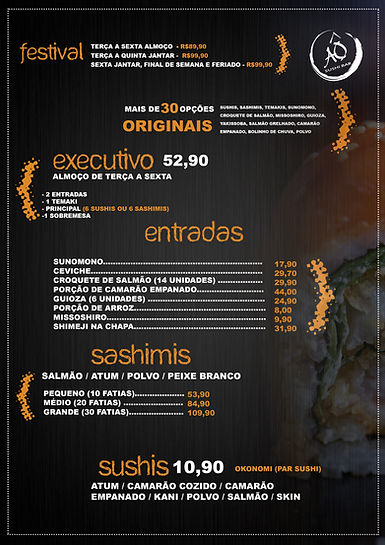 festival
TERÇA A SEXTA ALMOÇO - R$89,90
TERÇA A QUINTA JANTAR - R$99,90
SEXTA JANTAR, FINAL DE SEMANA E FERIADO - R$99,90
AÔ
SUSHI BAR
MAIS DE 30 OPÇÕES
ORIGINAIS
SUSHIS, SASHIMIS, TEMAKIS, SUNOMONO,
CROQUETE DE SALMÃO, MISSOSHIRO, GUIOZA,
YAKISSOBA, SALMÃO GRELHADO, CAMARÃO
EMPANADO, BOLINHO DE CHUVA, POLVO
executivo 52,90
ALMOÇO DE TERÇA A SEXTA
- 2 ENTRADAS
- 1 TEMAKI
- PRINCIPAL (6 SUSHIS OU 6 SASHIMIS)
-1 SOBREMESA
entradas
SUNOMONO........................ 17,90
CEVICHE........................ 29,70
CROQUETE DE SALMÃO (14 UNIDADES) ............ 29,90
PORÇÃO DE CAMARÃO EMPANADO............ 44,00
GUIOZA (6 UNIDADES) ........................ 24,90
PORÇÃO DE ARROZ........................ 8,00
MISSOSHIRO........................ 9,90
SHIMEJI NA CHAPA........................ 31,90
sashimis
SALMÃO / ATUM / POLVO / PEIXE BRANCO
PEQUENO (10 FATIAS)................ 53,90
MÉDIO (20 FATIAS) ................ 84,90
GRANDE (30 FATIAS)................ 109,90
sushis 10,90 OKONOMI (PAR SUSHI)
ATUM / CAMARÃO COZIDO / CAMARÃO
EMPANADO / KANI / POLVO / SALMÃO / SKIN